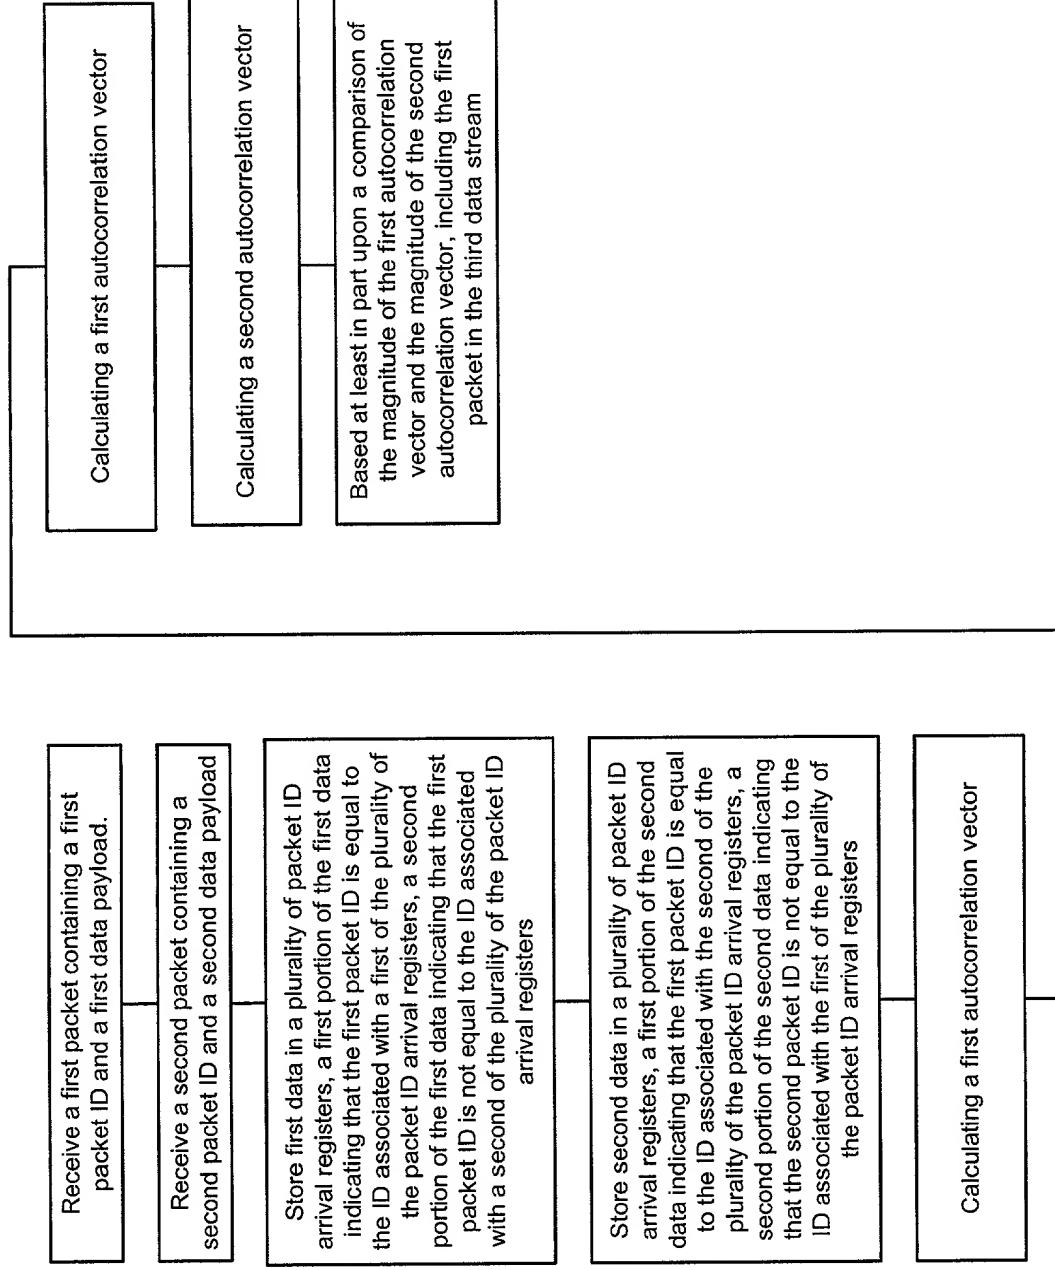 Receive a first packet containing a first
packet ID and a first data payload.
Receive a second packet containing a
second packet ID and a second data payload
Store first data in a plurality of packet ID
arrival registers, a first portion of the first data
indicating that the first packet ID is equal to
the ID associated with a first of the plurality of
the packet ID arrival registers, a second
portion of the first data indicating that the first
packet ID is not equal to the ID associated
with a second of the plurality of the packet ID
arrival registers
Store second data in a plurality of packet ID
arrival registers, a first portion of the second
data indicating that the first packet ID is equal
to the ID associated with the second of the
plurality of the packet ID arrival registers, a
second portion of the second data indicating
that the second packet ID is not equal to the
ID associated with the first of the plurality of
the packet ID arrival registers
Calculating a first autocorrelation vector
Calculating a first autocorrelation vector
Calculating a second autocorrelation vector
Based at least in part upon a comparison of
the magnitude of the first autocorrelation
vector and the magnitude of the second
autocorrelation vector, including the first
packet in the third data stream